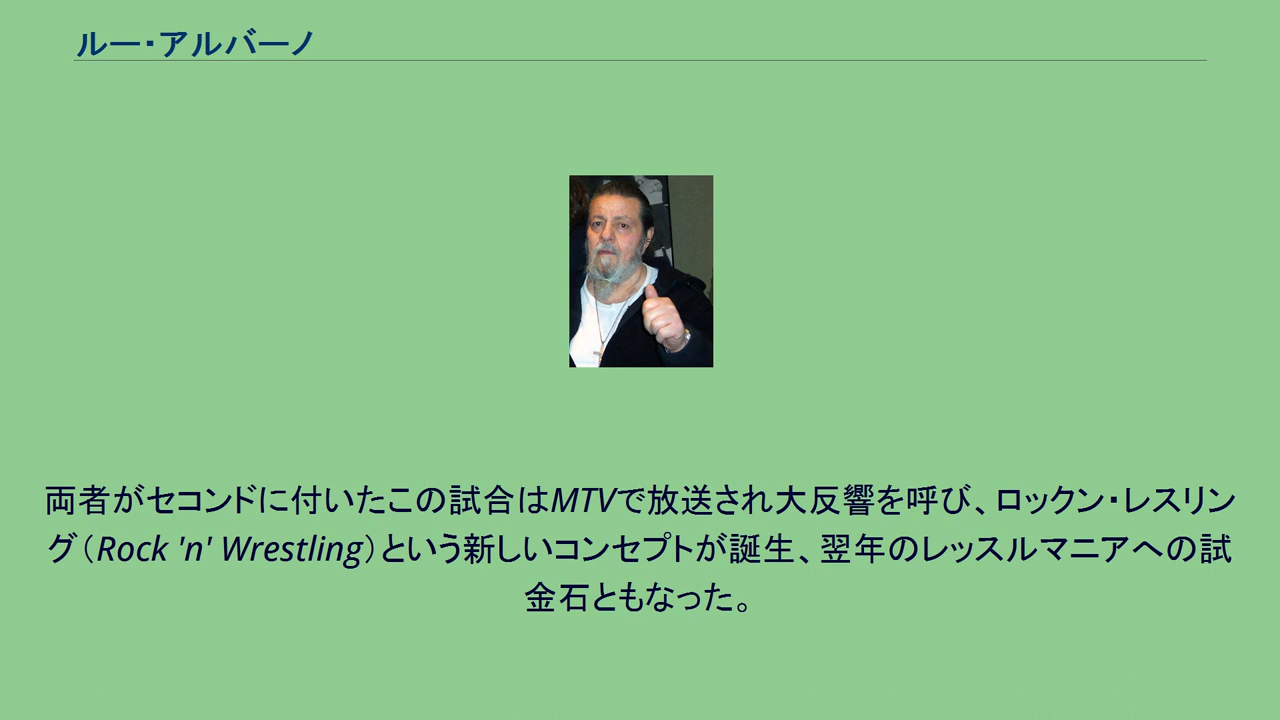 ルー・アルバーノ
両者がセコンドに付いたこの試合はMTVで放送され大反響を呼び、ロックン・レスリン
グ（Rock 'n' Wrestling）という新しいコンセプトが誕生、翌年のレッスルマニアへの試
金石ともなった。